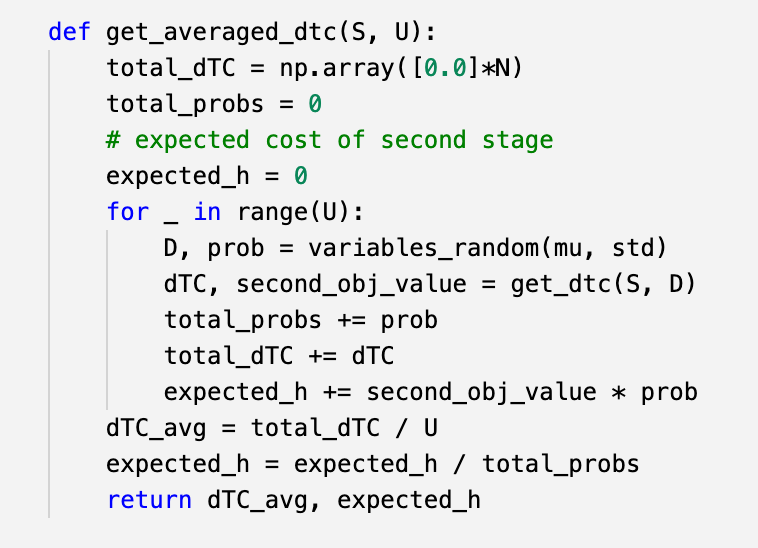 def get_averaged_dtc(S, U):
    total_dTC = np.array([0.0]*N)
    total_probs = 0
    # expected cost of second stage
    expected_h = 0
    for _ in range(U):
        D, prob = variables_random(mu, std)
        dTC, second_obj_value = get_dtc(S, D)
        total_probs += prob
        total_dTC += dTC
        expected_h += second_obj_value * prob
    dTC_avg = total_dTC / U
    expected_h = expected_h / total_probs
    return dTC_avg, expected_h